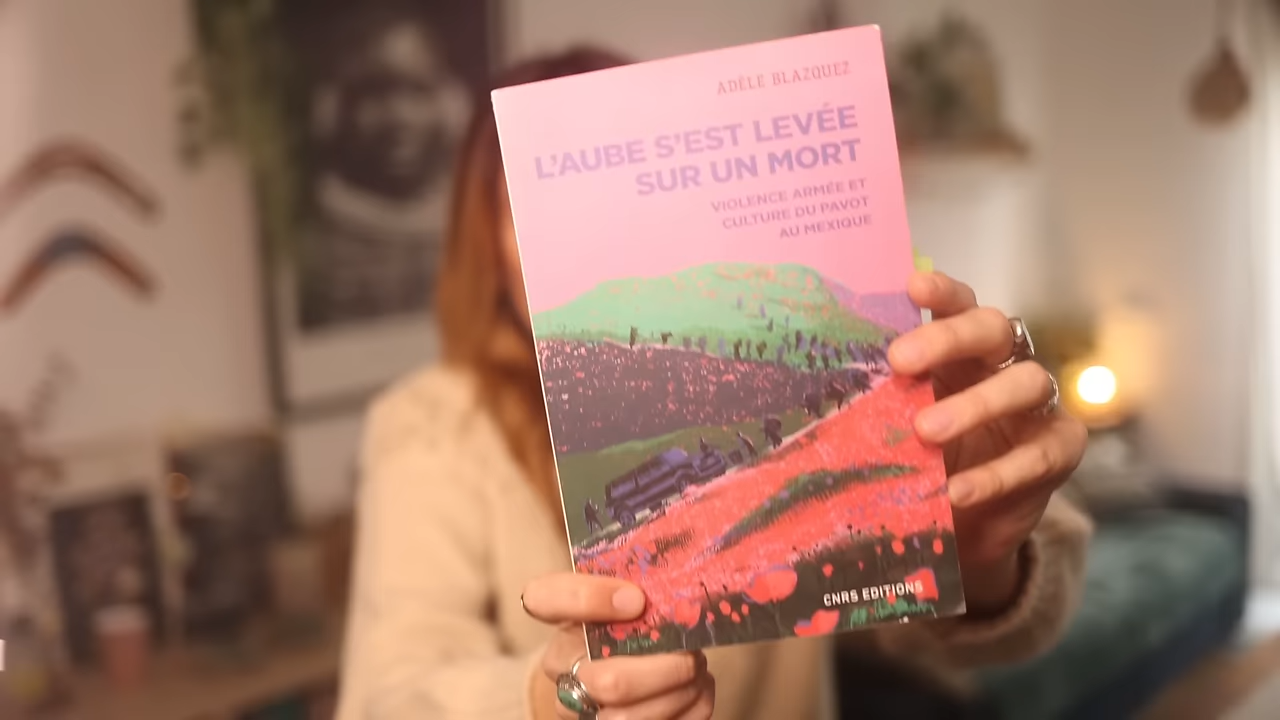 ADÈLE BLAZQUEZ
L'AUBE S'EST LEVÉE
SUR UN MORT
VIOLENCE ARMÉE ET
CULTURE DU PAVOT
AU MEXIQUE
CNRS EDITIONS